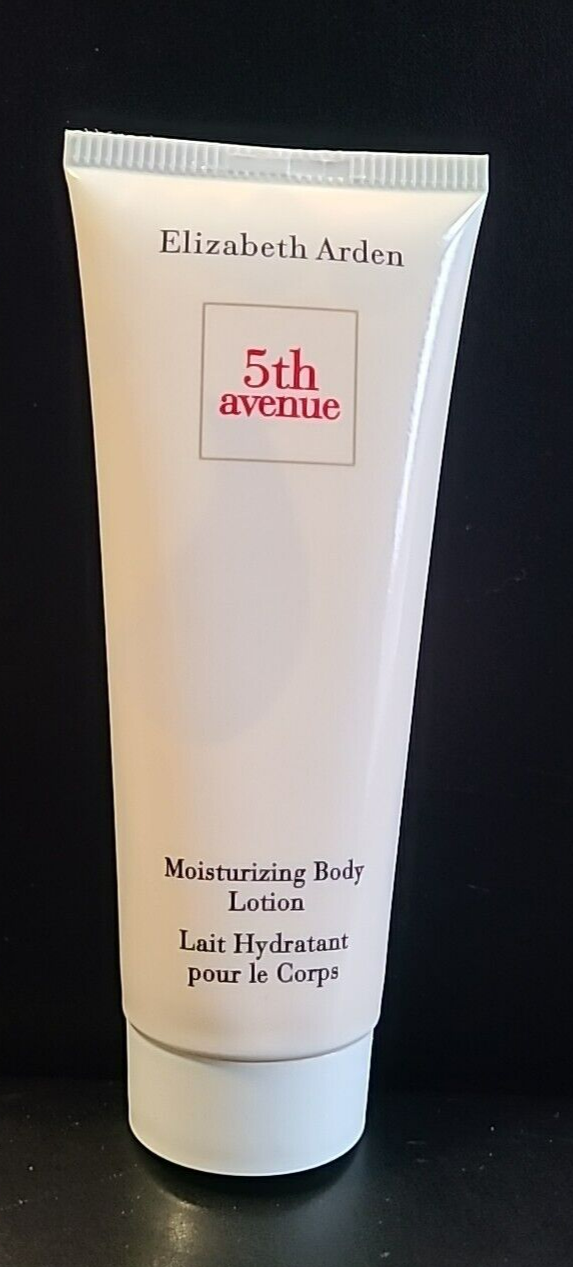 Elizabeth Arden
5th
avenue
Moisturizing Body
Lotion
Lait Hydratant
pour le Corps